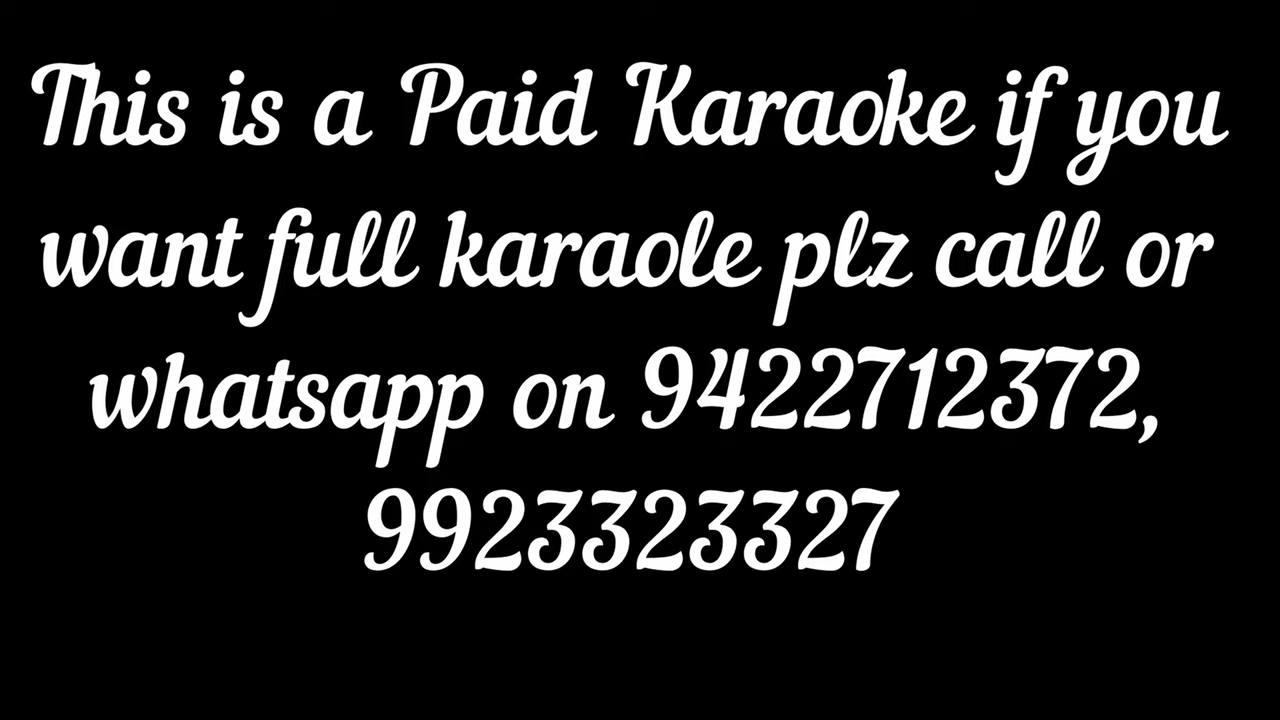 This is a Paid Karaoke if you
want full karaole plz call or
whatsapp on 9422712372,
9923323327